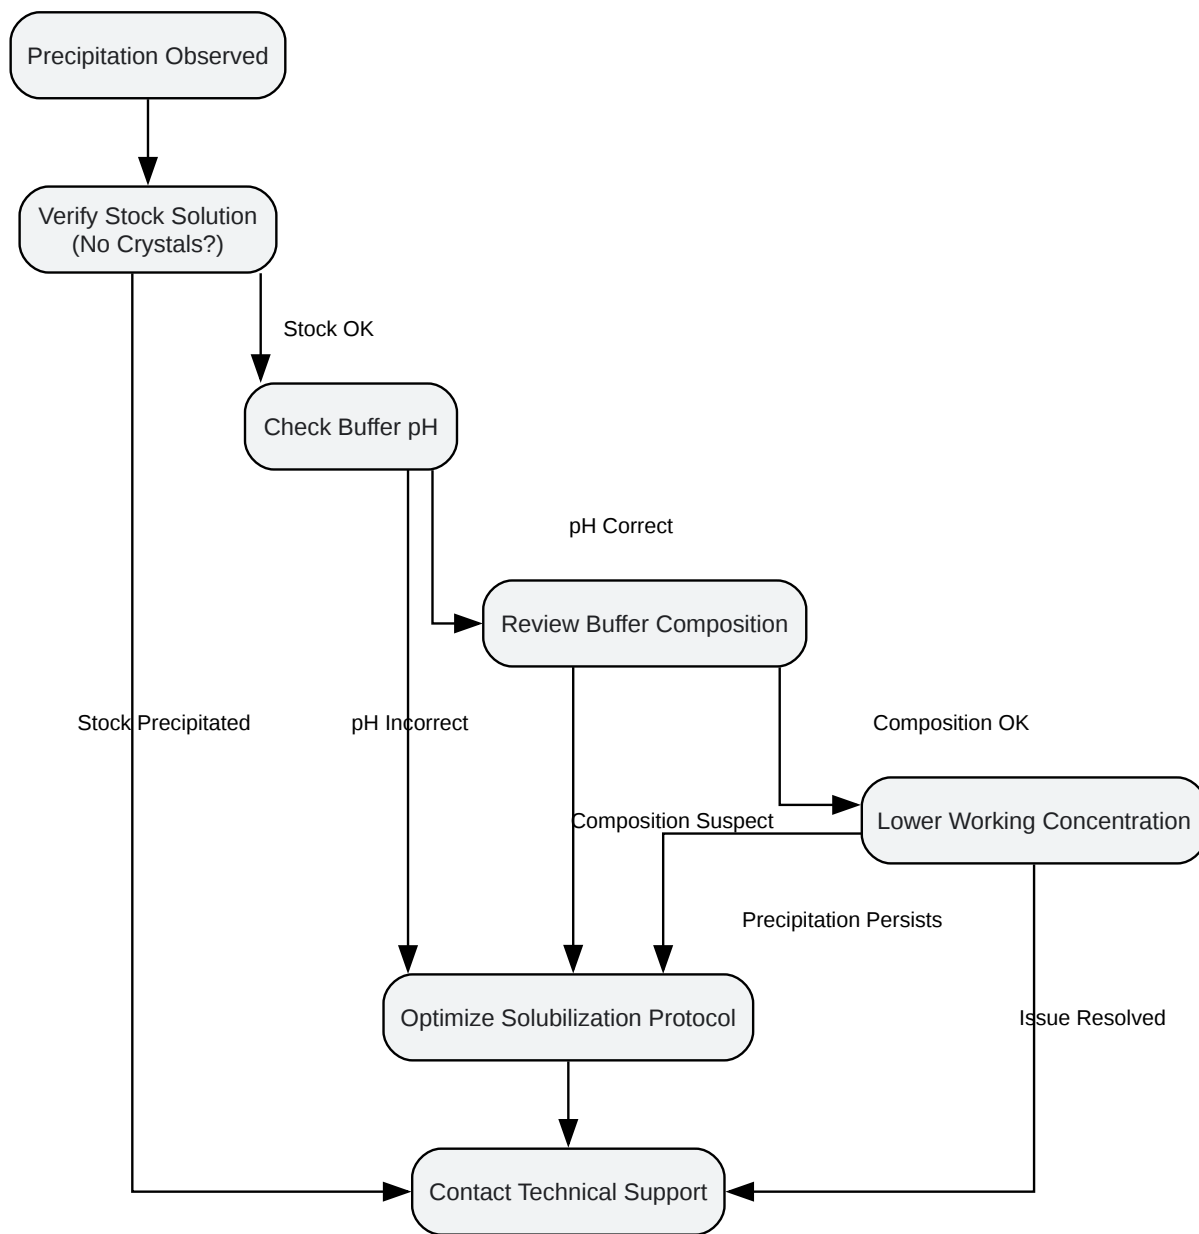 Precipitation Observed
Verify Stock Solution
(No Crystals?)
Stock OK
Check Buffer pH
pH Correct
Review Buffer Composition
Stock Precipitated
pH Incorrect
Composition OK
Composition Suspect
Lower Working Concentration
Precipitation Persists
Optimize Solubilization Protocol
Issue Resolved
Contact Technical Support